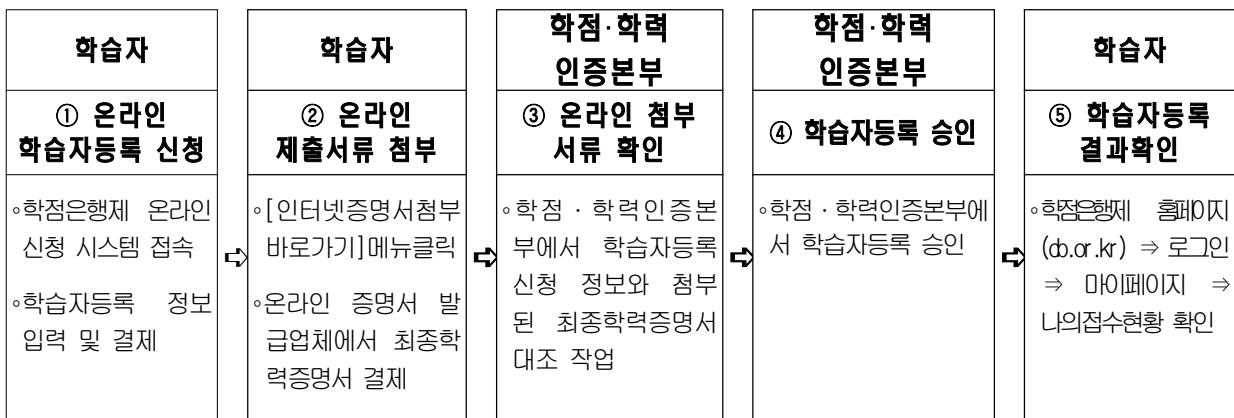 학습자
① 온라인
학습자등록 신청
◦학점은행제 온라인
신청 시스템 접속
◦학습자등록 정보
입력 및 결제
⇨
학습자
② 온라인
제출서류 첨부
◦[인터넷증명서첨부
바로가기]메뉴클릭
◦온라인 증명서 발
급업체에서 최종학
력증명서 결제
⇨
학점·학력
인증본부
③ 온라인 첨부
서류 확인
◦학점·학력인증본
부에서 학습자등록
신청 정보와 첨부
된 최종학력증명서
대조 작업
⇨
학점·학력
인증본부
④ 학습자등록 승인
◦학점·학력인증본부에
서 학습자등록 승인
⇨
학습자
⑤ 학습자등록
결과확인
◦학점은행제 홈페이지
(cb.or.kr) ⇒ 로그인
⇒ 마이페이지 ⇒
나의접수현황 확인